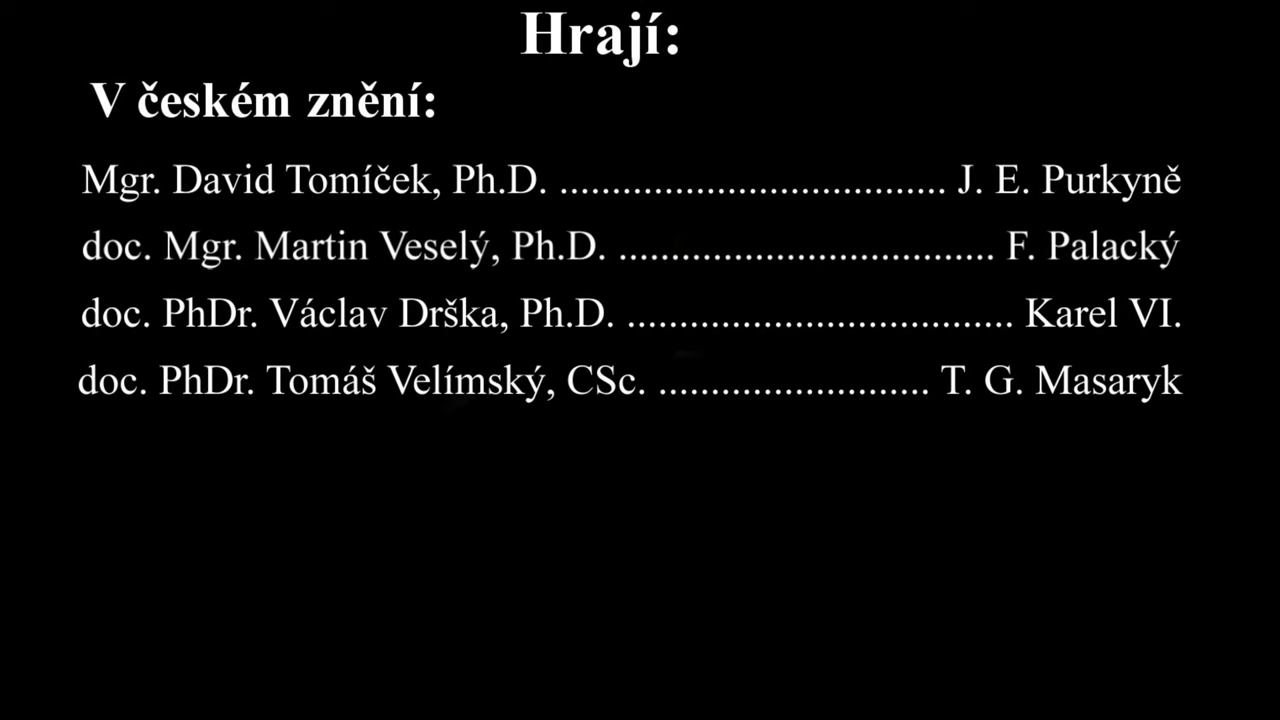 Hrají:
V českém znění:
Mgr. David Tomíček, Ph.D. ..................................... J. E. Purkyně
doc. Mgr. Martin Veselý, Ph.D. .................................... F. Palacký
doc. PhDr. Václav Drška, Ph.D. ..................................... Karel VI.
doc. PhDr. Tomáš Velímský, CSc. .......................... T. G. Masaryk